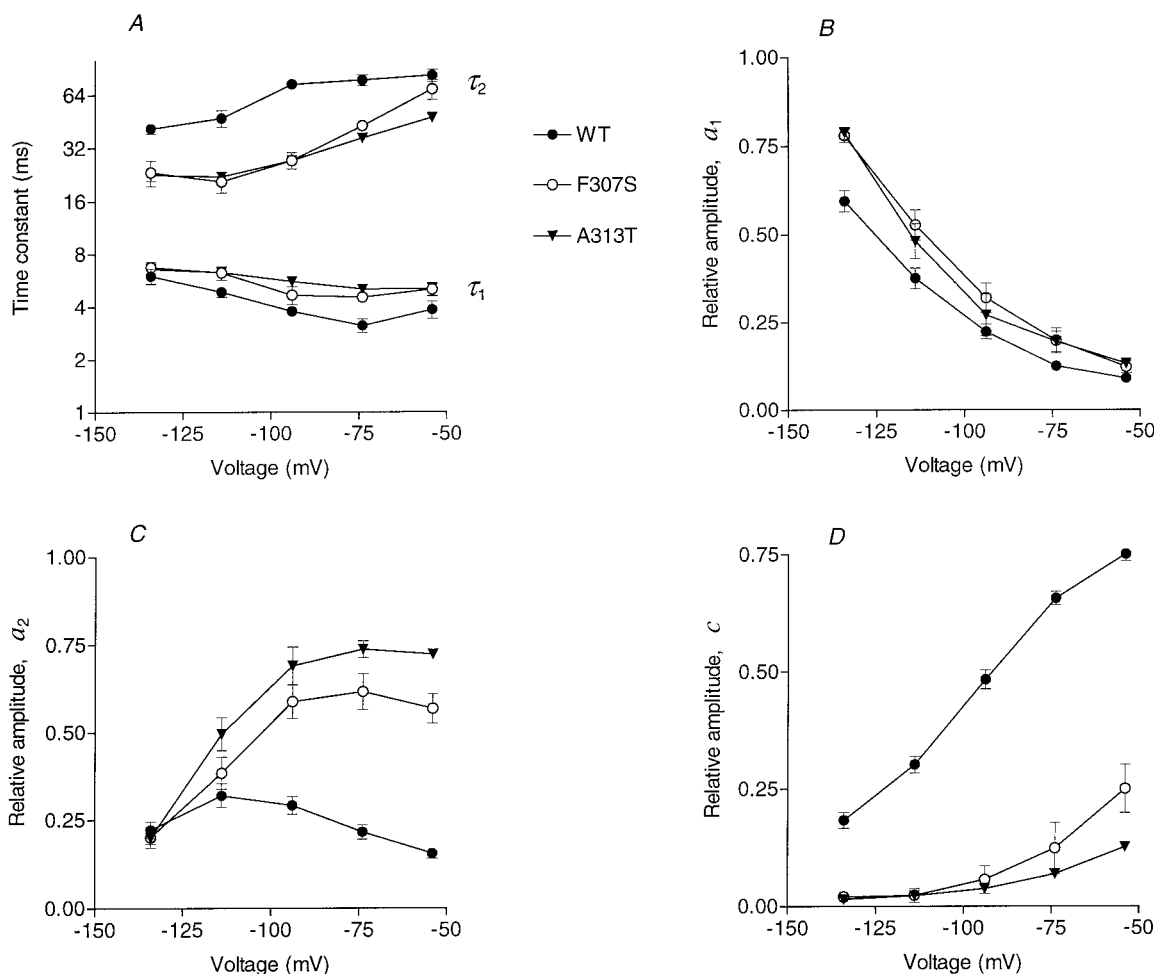 A
Time constant (ms)
64
32
16
8
4
2
1
τ2
τ1
-150 -125 -100 -75 -50
Voltage (mV)
WT
F307S
A313T
B
Relative amplitude, a1
1.00
0.75
0.50
0.25
0.00
-150 -125 -100 -75 -50
Voltage (mV)
C
Relative amplitude, a2
1.00
0.75
0.50
0.25
0.00
-150 -125 -100 -75 -50
Voltage (mV)
D
Relative amplitude, c
0.75
0.50
0.25
0.00
-150 -125 -100 -75 -50
Voltage (mV)